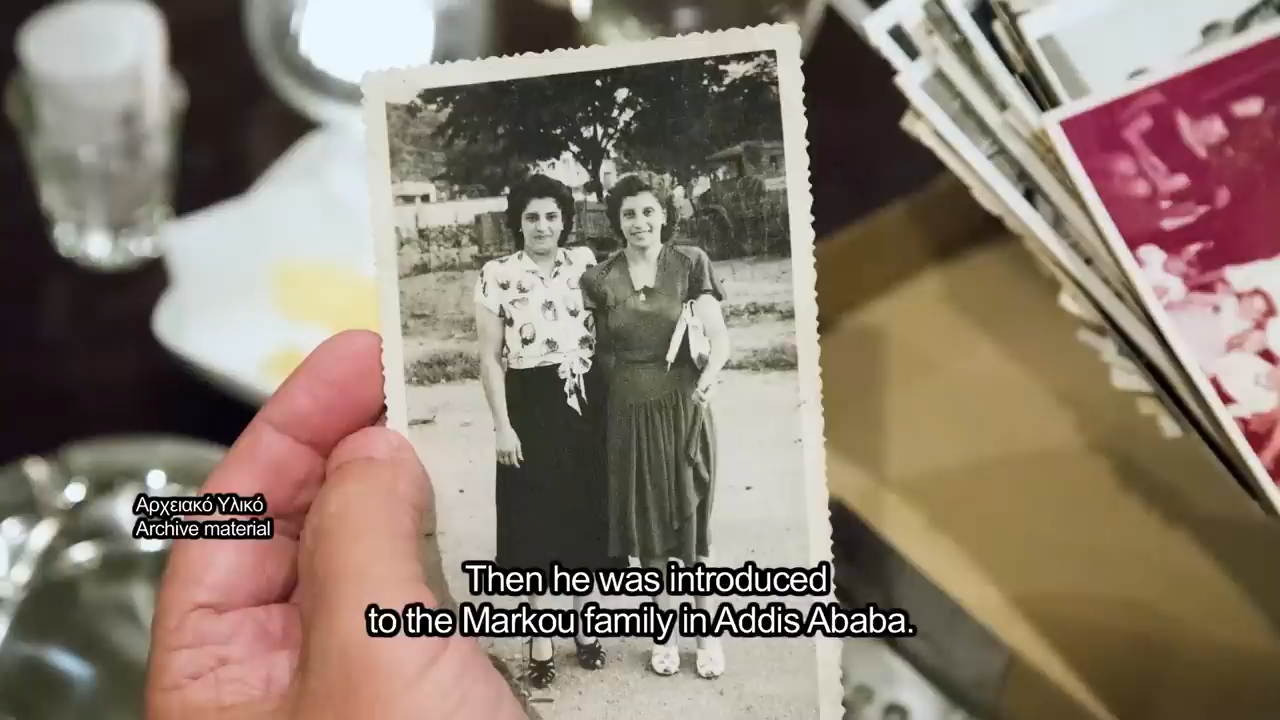 Αρχειακό Υλικό
Archive material
Then he was introduced
to the Markou family in Addis Ababa.